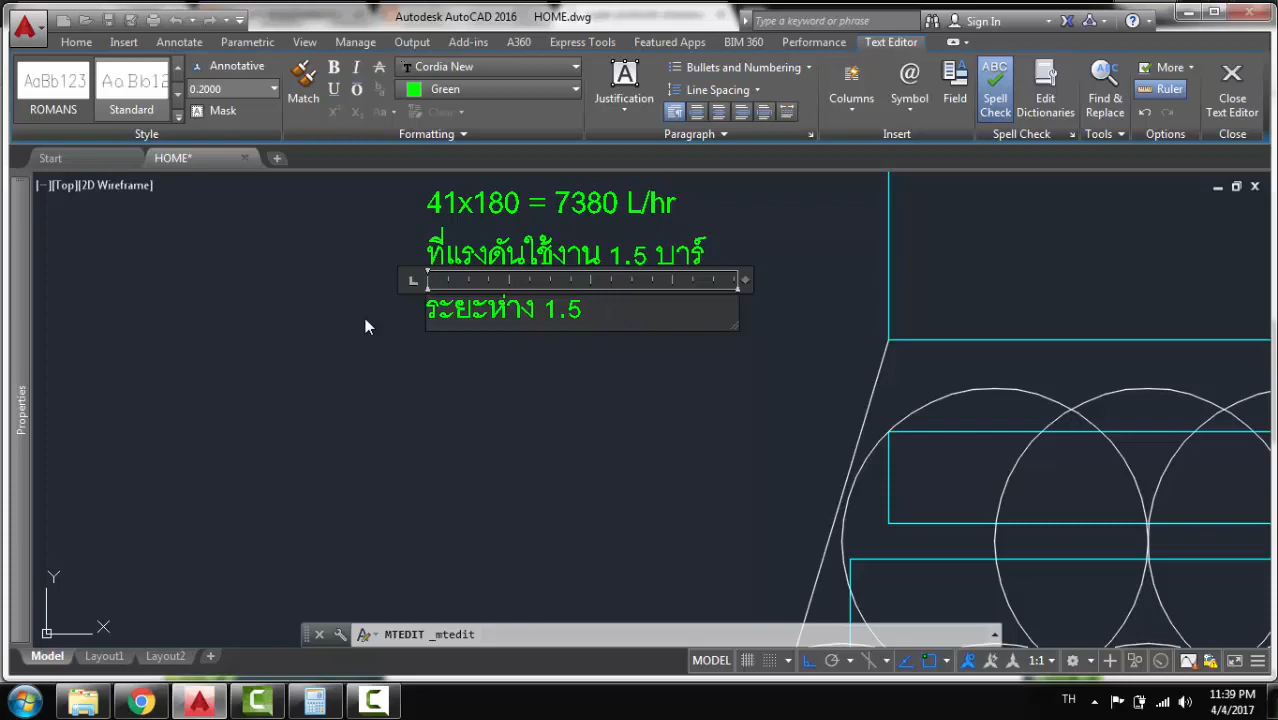 Autodesk AutoCAD 2016 HOME.dwg
Type a keyword or phrase
Sign In
Home Insert Annotate Parametric View Manage Output Add-ins A360 Express Tools Featured Apps BIM 360 Performance Text Editor
AaBb123 AaBb123
ROMANS Standard
Annotative
0.2000
Mask
Style
Match
B I A
U O
Cordia New
Green
Clear
Formatting
Justification
Bullets and Numbering
Line Spacing
Paragraph
Columns Symbol Field
Insert
Spell Check
Edit Dictionaries
Spell Check
Find & Replace
Tools
More
Ruler
Options
Close Text Editor
Close
Start HOME*
[−][Top][2D Wireframe]
41x180 = 7380 L/hr
ที่แรงดันใช้งาน 1.5 บาร์
ระยะห่าง 1.5
Properties
Y
X
MTEDIT _mtedit
Model Layout1 Layout2
MODEL 1:1
TH
11:39 PM
4/4/2017